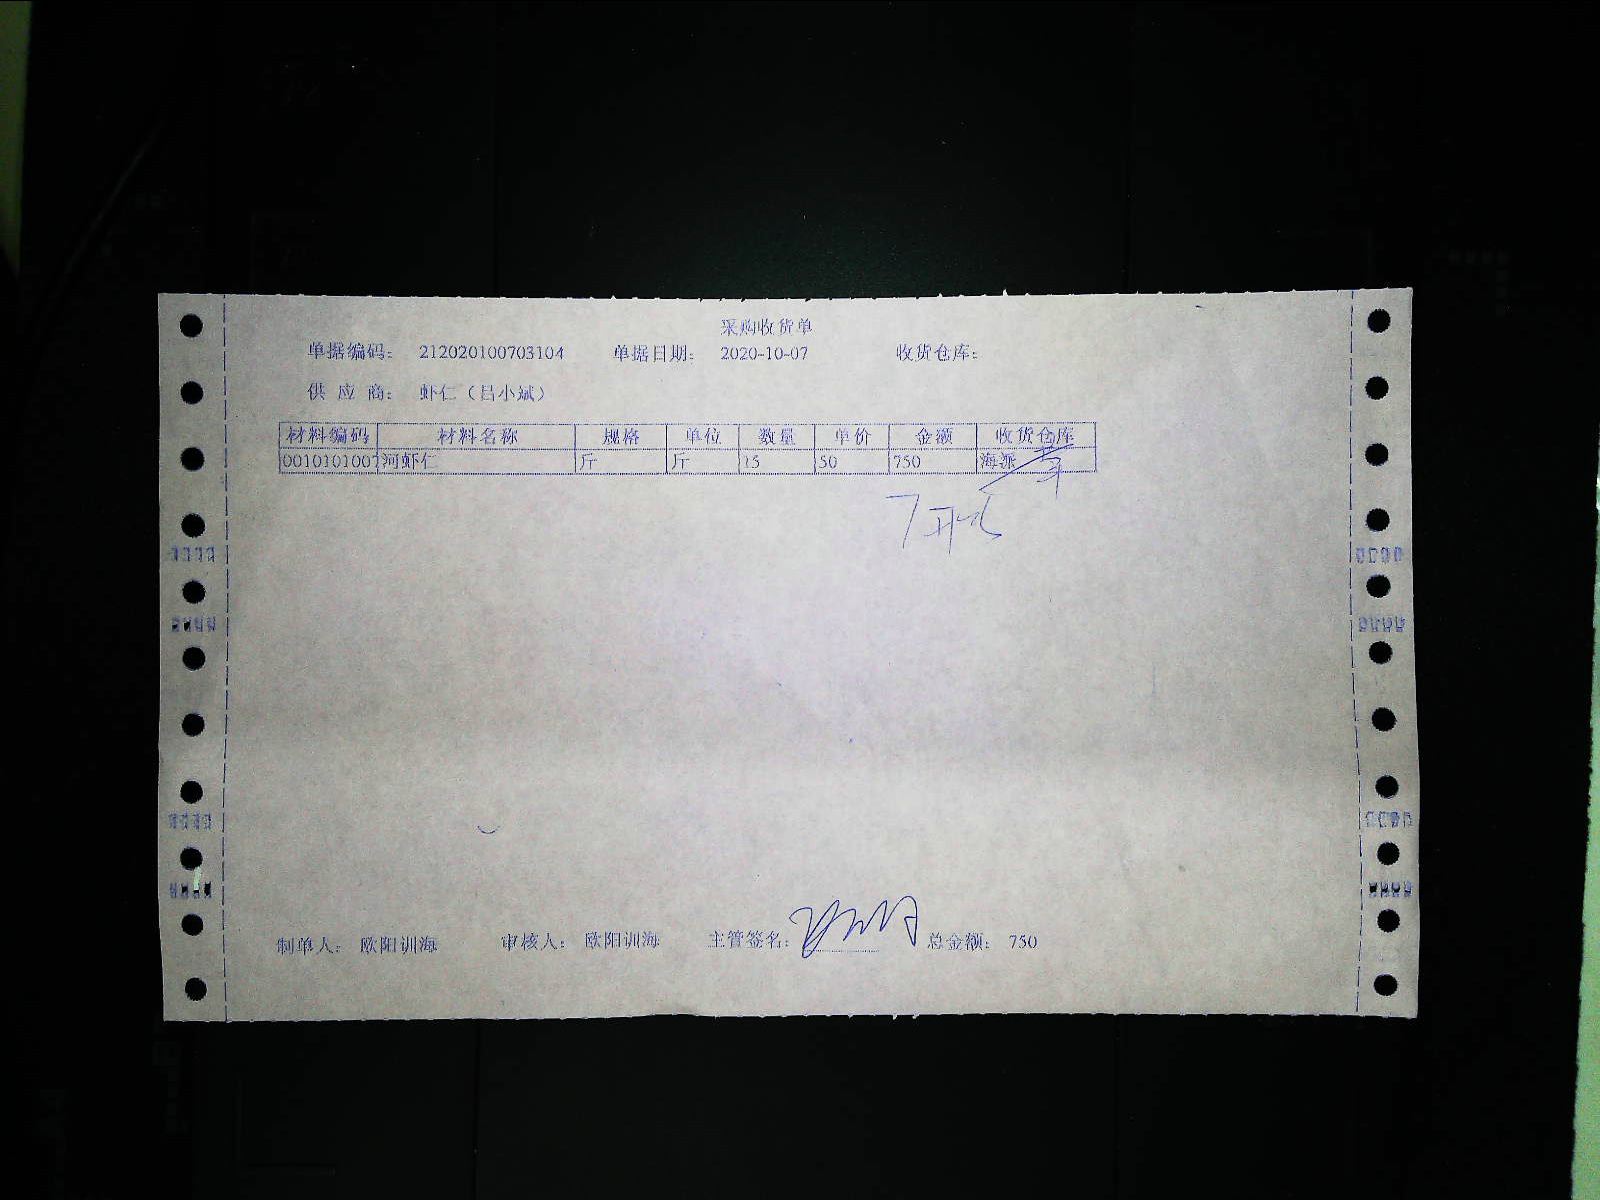 采购收货单
单据编码： 212020100703104 单据日期： 2020-10-07 收货仓库：
供 应 商： 虾仁（吕小斌）
材料编码 材料名称 规格 单位 数量 单价 金额 收货仓库
0010101007 河虾仁 斤 斤 15 50 750 海派
制单人： 欧阳训海 审核人： 欧阳训海 主管签名： 总金额： 750